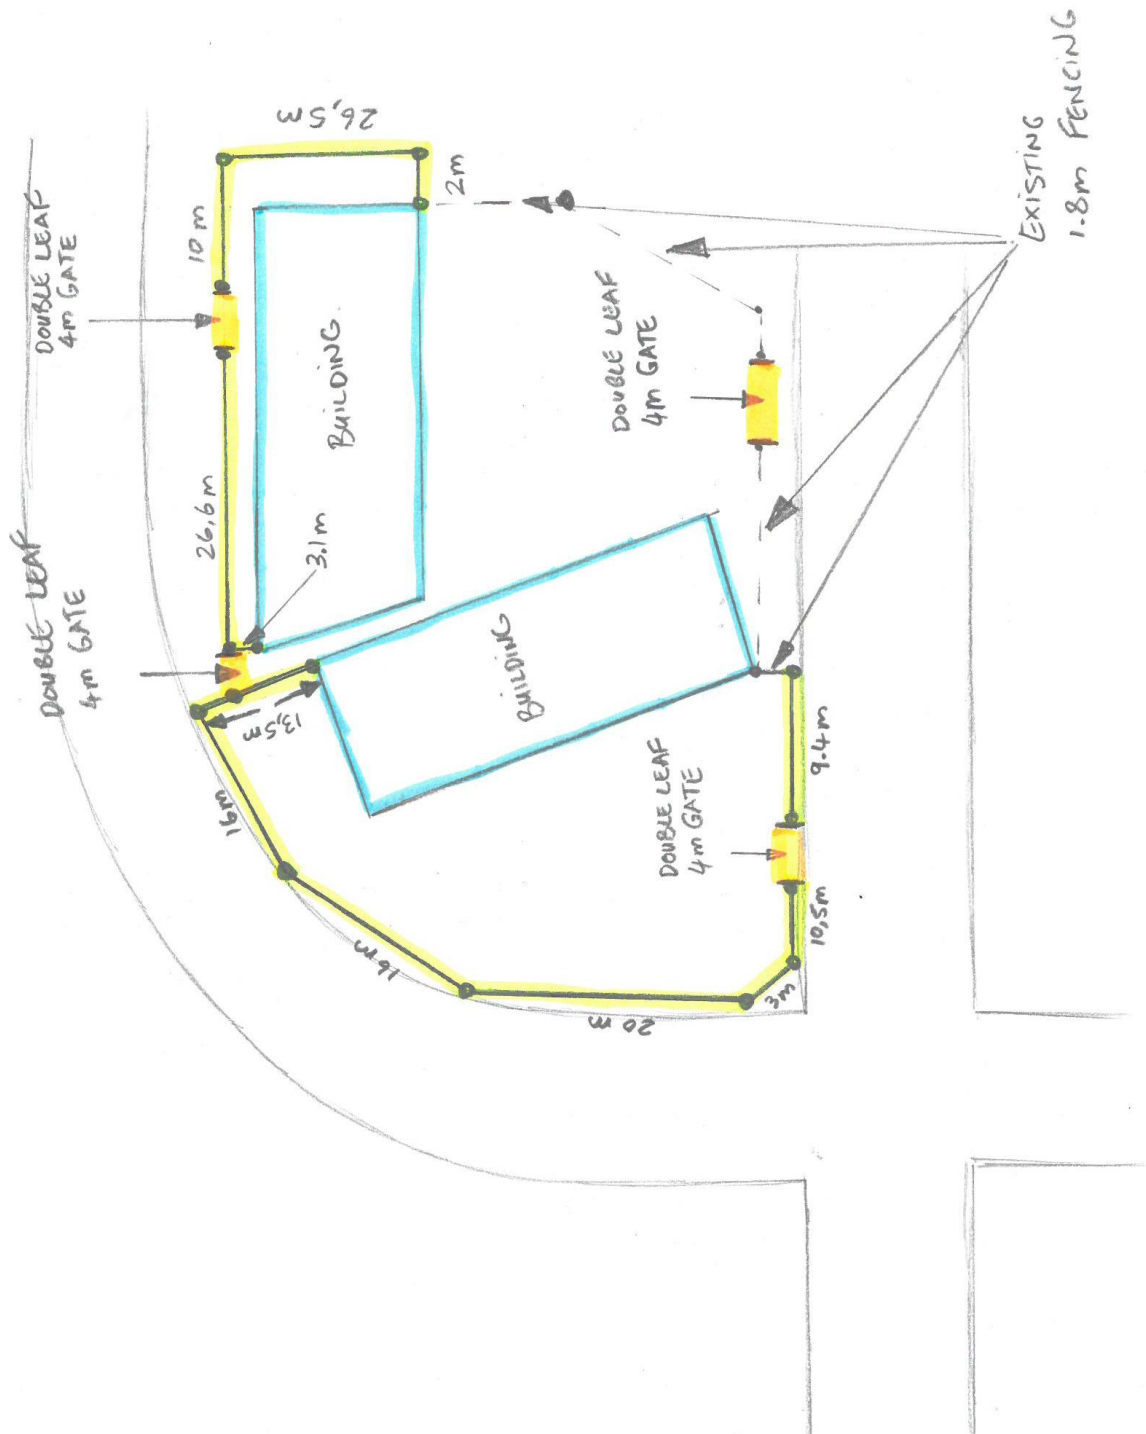 26,5m
2m
10m
DOUBLE LEAF
4m GATE
26,6m
3.1m
BUILDING
DOUBLE LEAF
4m GATE
13,5m
16m
16m
20m
3m
10,5m
9.4m
DOUBLE LEAF
4m GATE
BUILDING
DOUBLE LEAF
4m GATE
EXISTING
1.8m FENCING